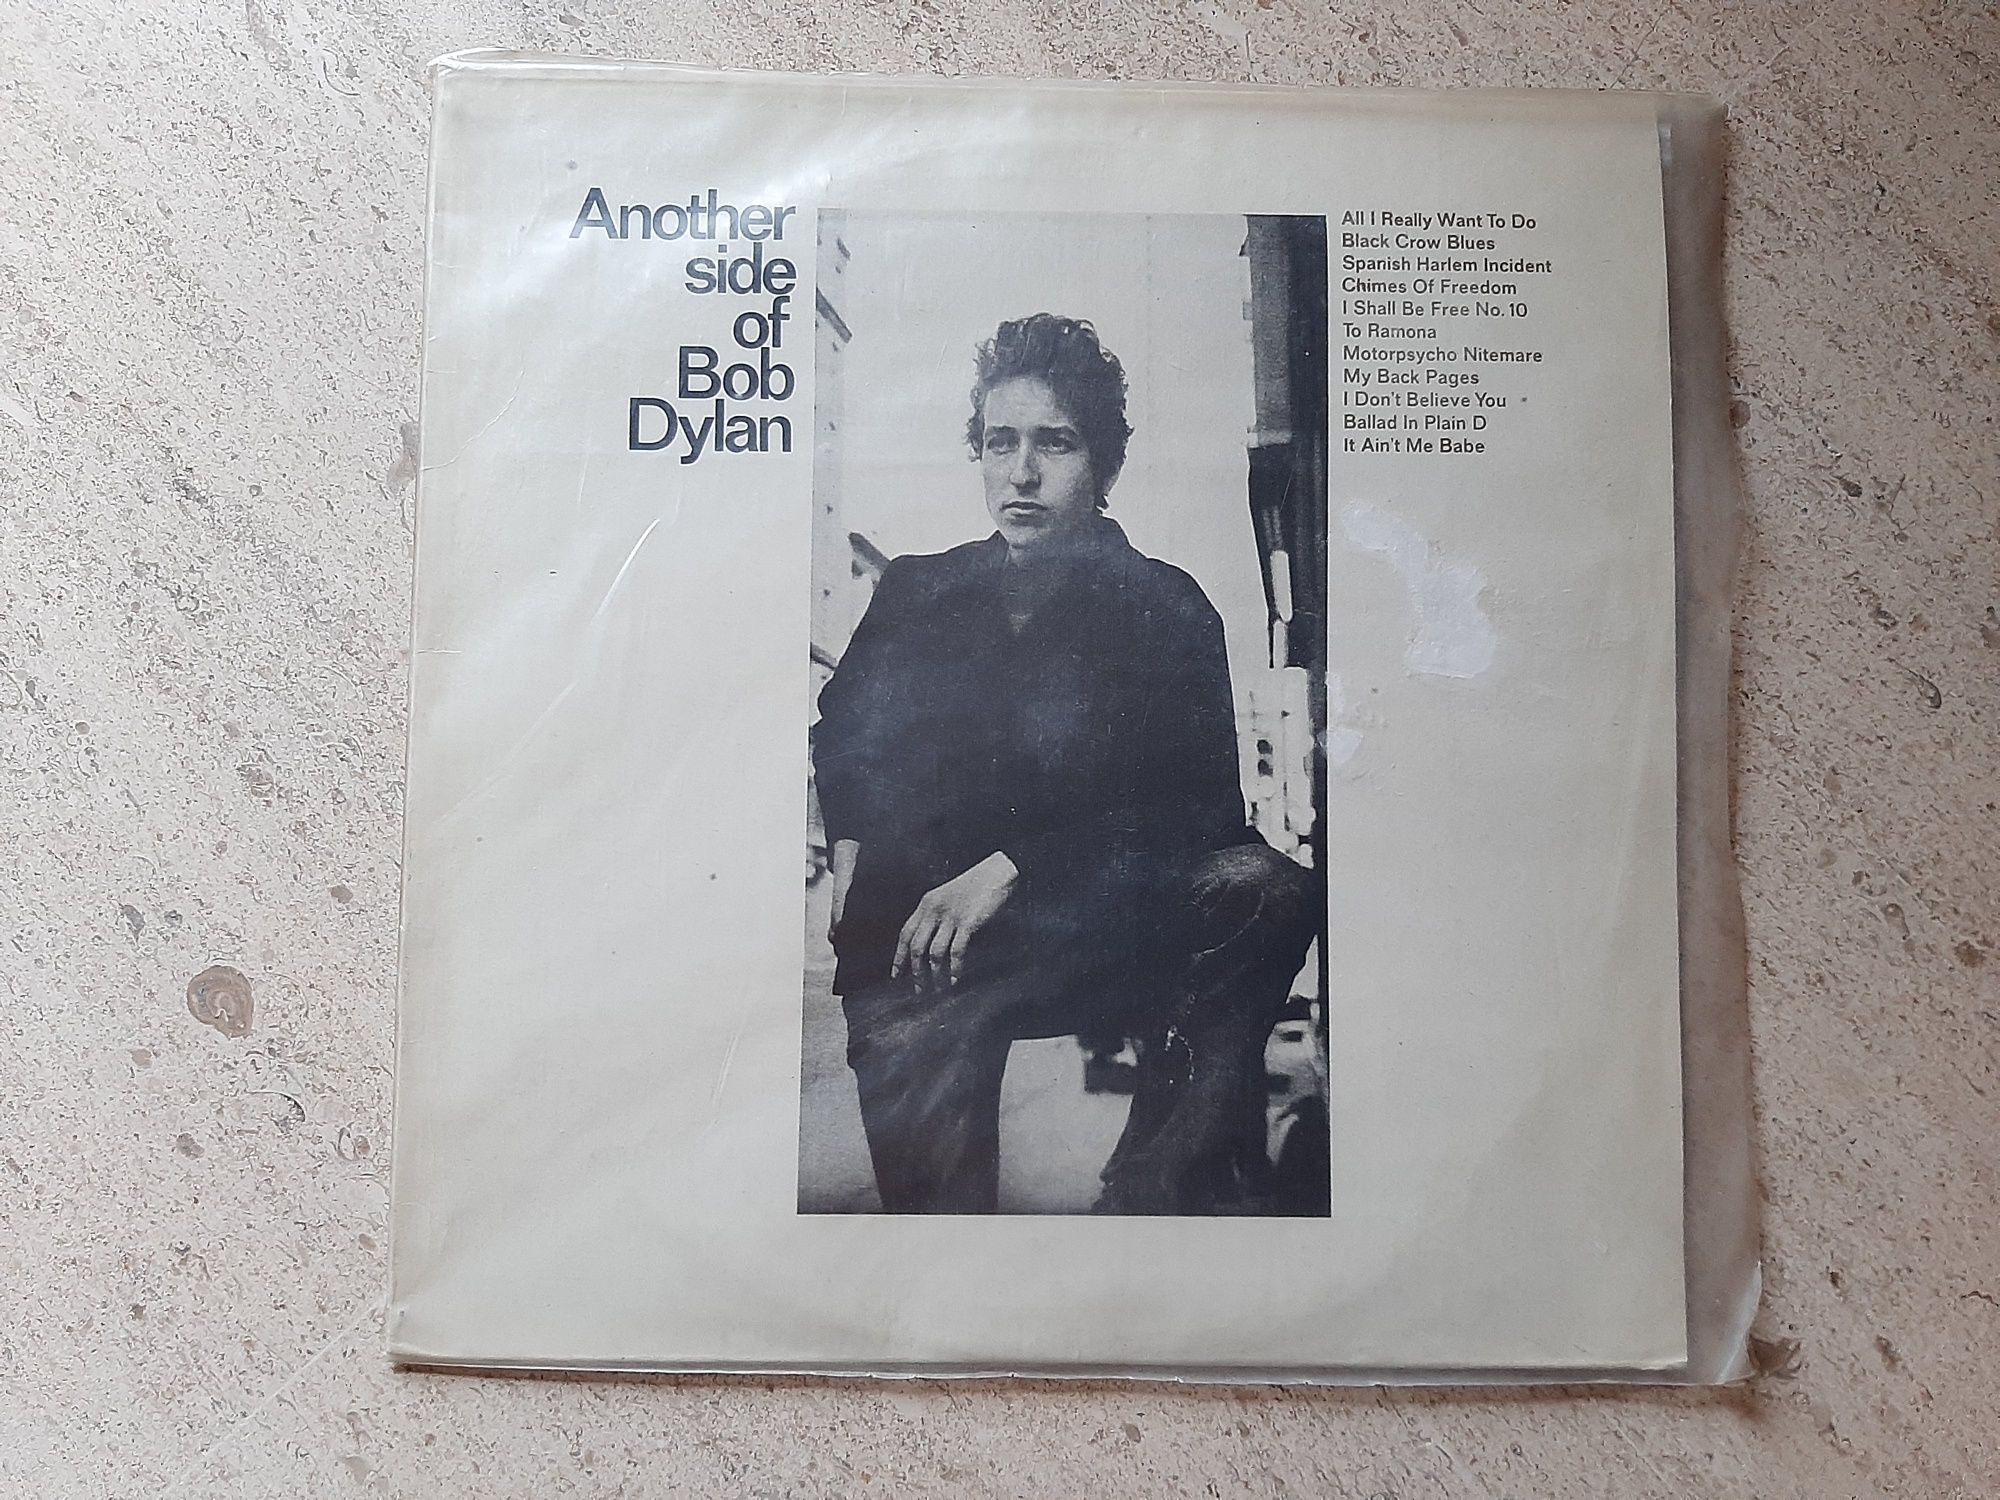 Another
side
of
Bob
Dylan
All I Really Want To Do
Black Crow Blues
Spanish Harlem Incident
Chimes Of Freedom
I Shall Be Free No. 10
To Ramona
Motorpsycho Nitemare
My Back Pages
I Don't Believe You
Ballad In Plain D
It Ain't Me Babe